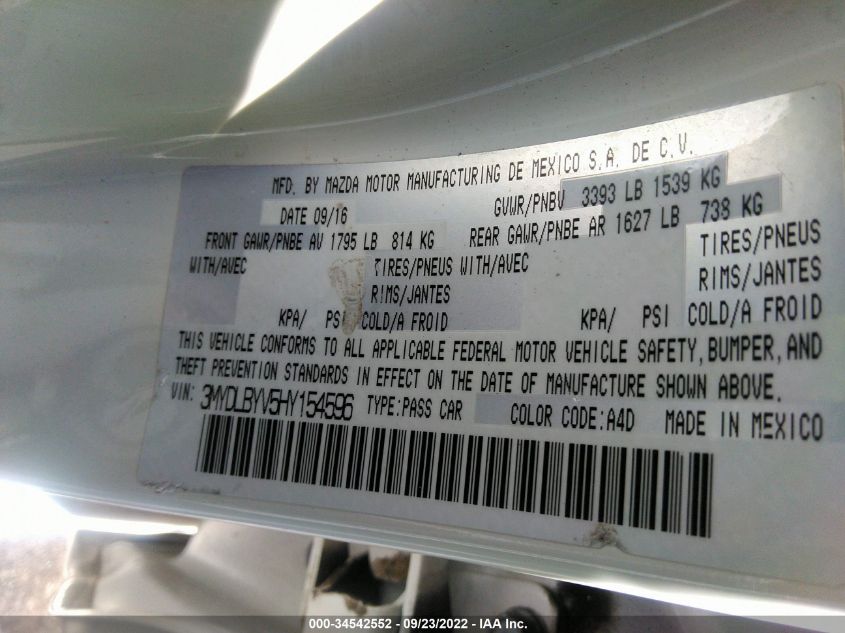 MFD. BY MAZDA MOTOR MANUFACTURING DE MEXICO S.A. DE C.V.
DATE 09/16 GVWR/PNBV 3393 LB 1539 KG
FRONT GAWR/PNBE AV 1795 LB 814 KG REAR GAWR/PNBE AR 1627 LB 738 KG
WITH/AVEC TIRES/PNEUS WITH/AVEC TIRES/PNEUS
RIMS/JANTES RIMS/JANTES
KPA/ PSI COLD/A FROID KPA/ PSI COLD/A FROID
THIS VEHICLE CONFORMS TO ALL APPLICABLE FEDERAL MOTOR VEHICLE SAFETY, BUMPER, AND
THEFT PREVENTION STANDARDS IN EFFECT ON THE DATE OF MANUFACTURE SHOWN ABOVE.
VIN: 3MYDLBYV5HY154596 TYPE:PASS CAR COLOR CODE:A4D MADE IN MEXICO
000-34542552 - 09/23/2022 - IAA Inc.